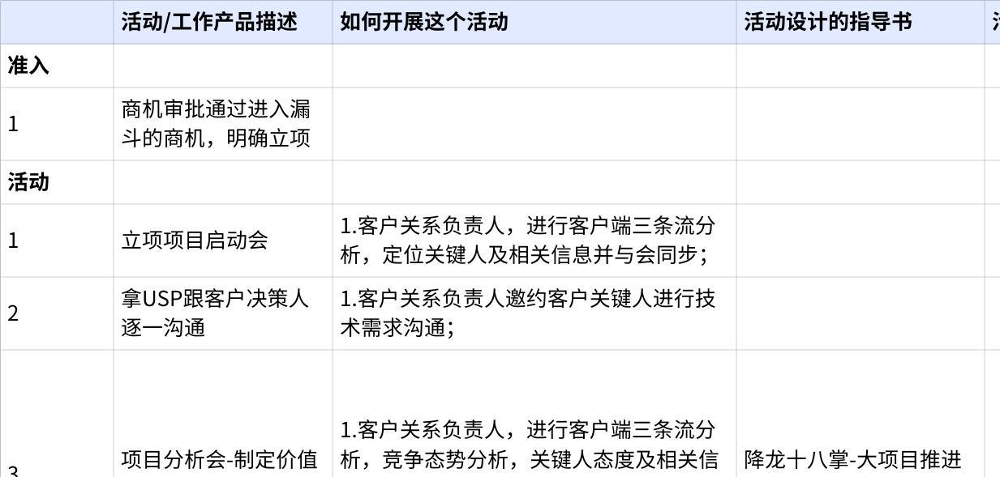 活动/工作产品描述
如何开展这个活动
活动设计的指导书
准入
1
商机审批通过进入漏
斗的商机，明确立项
活动
1
立项项目启动会
1.客户关系负责人，进行客户端三条流分
析，定位关键人及相关信息并与会同步；
2
拿USP跟客户决策人
逐一沟通
1.客户关系负责人邀约客户关键人进行技
术需求沟通；
3
项目分析会-制定价值
1.客户关系负责人，进行客户端三条流分
析，竞争态势分析，关键人态度及相关信
降龙十八掌-大项目推进